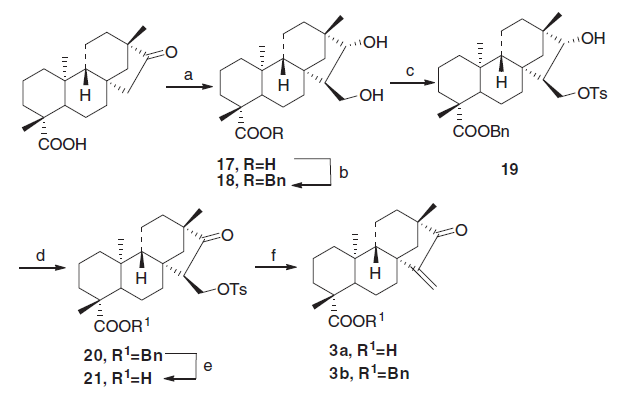 O
H
COOH
a
OH
H
OH
COOR
17, R=H
18, R=Bn
b
c
OH
H
OTs
COOBn
19
d
O
H
OTs
COOR¹
20, R¹=Bn
21, R¹=H
e
f
O
H
COOR¹
3a, R¹=H
3b, R¹=Bn